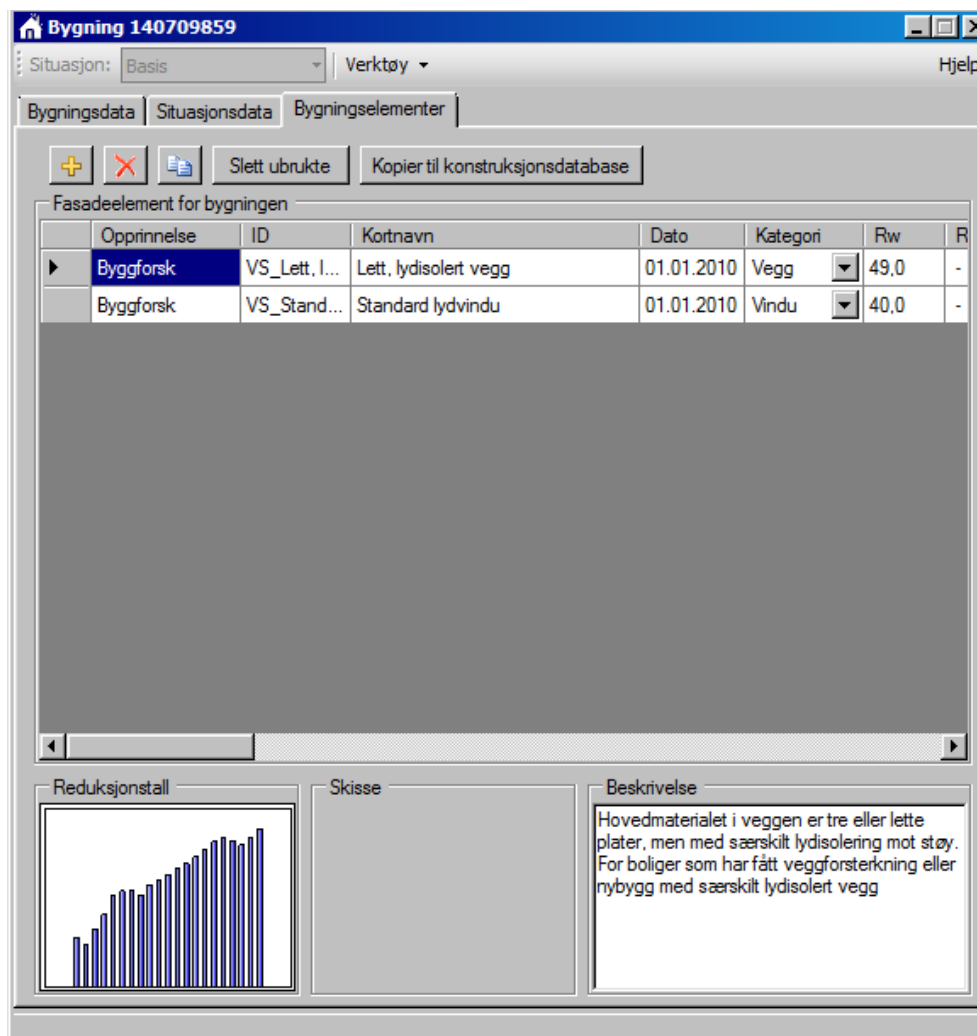 Bygning 140709859
Situasjon: Basis Verktøy Hjelp
Bygningsdata Situasjonsdata Bygningselementer
Slett ubrukte Kopier til konstruksjonsdatabase
Fasadeelement for bygningen
Opprinnelse ID Kortnavn Dato Kategori Rw R
Byggforsk VS_Lett, l... Lett, lydisolert vegg 01.01.2010 Vegg 49,0 -
Byggforsk VS_Stand... Standard lydvindu 01.01.2010 Vindu 40,0 -
Reduksjonstall Skisse Beskrivelse
Hovedmaterialet i veggen er tre eller lette
plater, men med særskilt lydisolering mot støy.
For boliger som har fått veggforsterkning eller
nybygg med særskilt lydisolert vegg